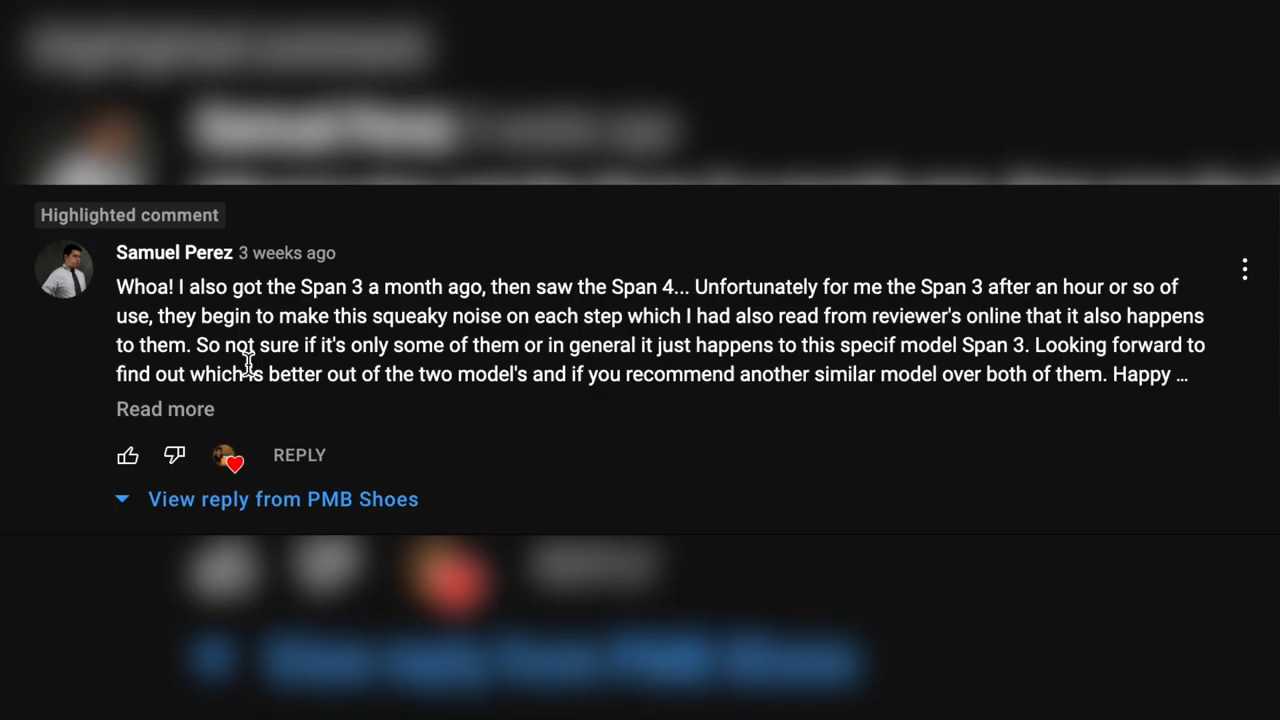 Highlighted comment
Samuel Perez 3 weeks ago
Whoa! I also got the Span 3 a month ago, then saw the Span 4... Unfortunately for me the Span 3 after an hour or so of
use, they begin to make this squeaky noise on each step which I had also read from reviewer's online that it also happens
to them. So not sure if it's only some of them or in general it just happens to this specif model Span 3. Looking forward to
find out which is better out of the two model's and if you recommend another similar model over both of them. Happy ...
Read more
REPLY
View reply from PMB Shoes